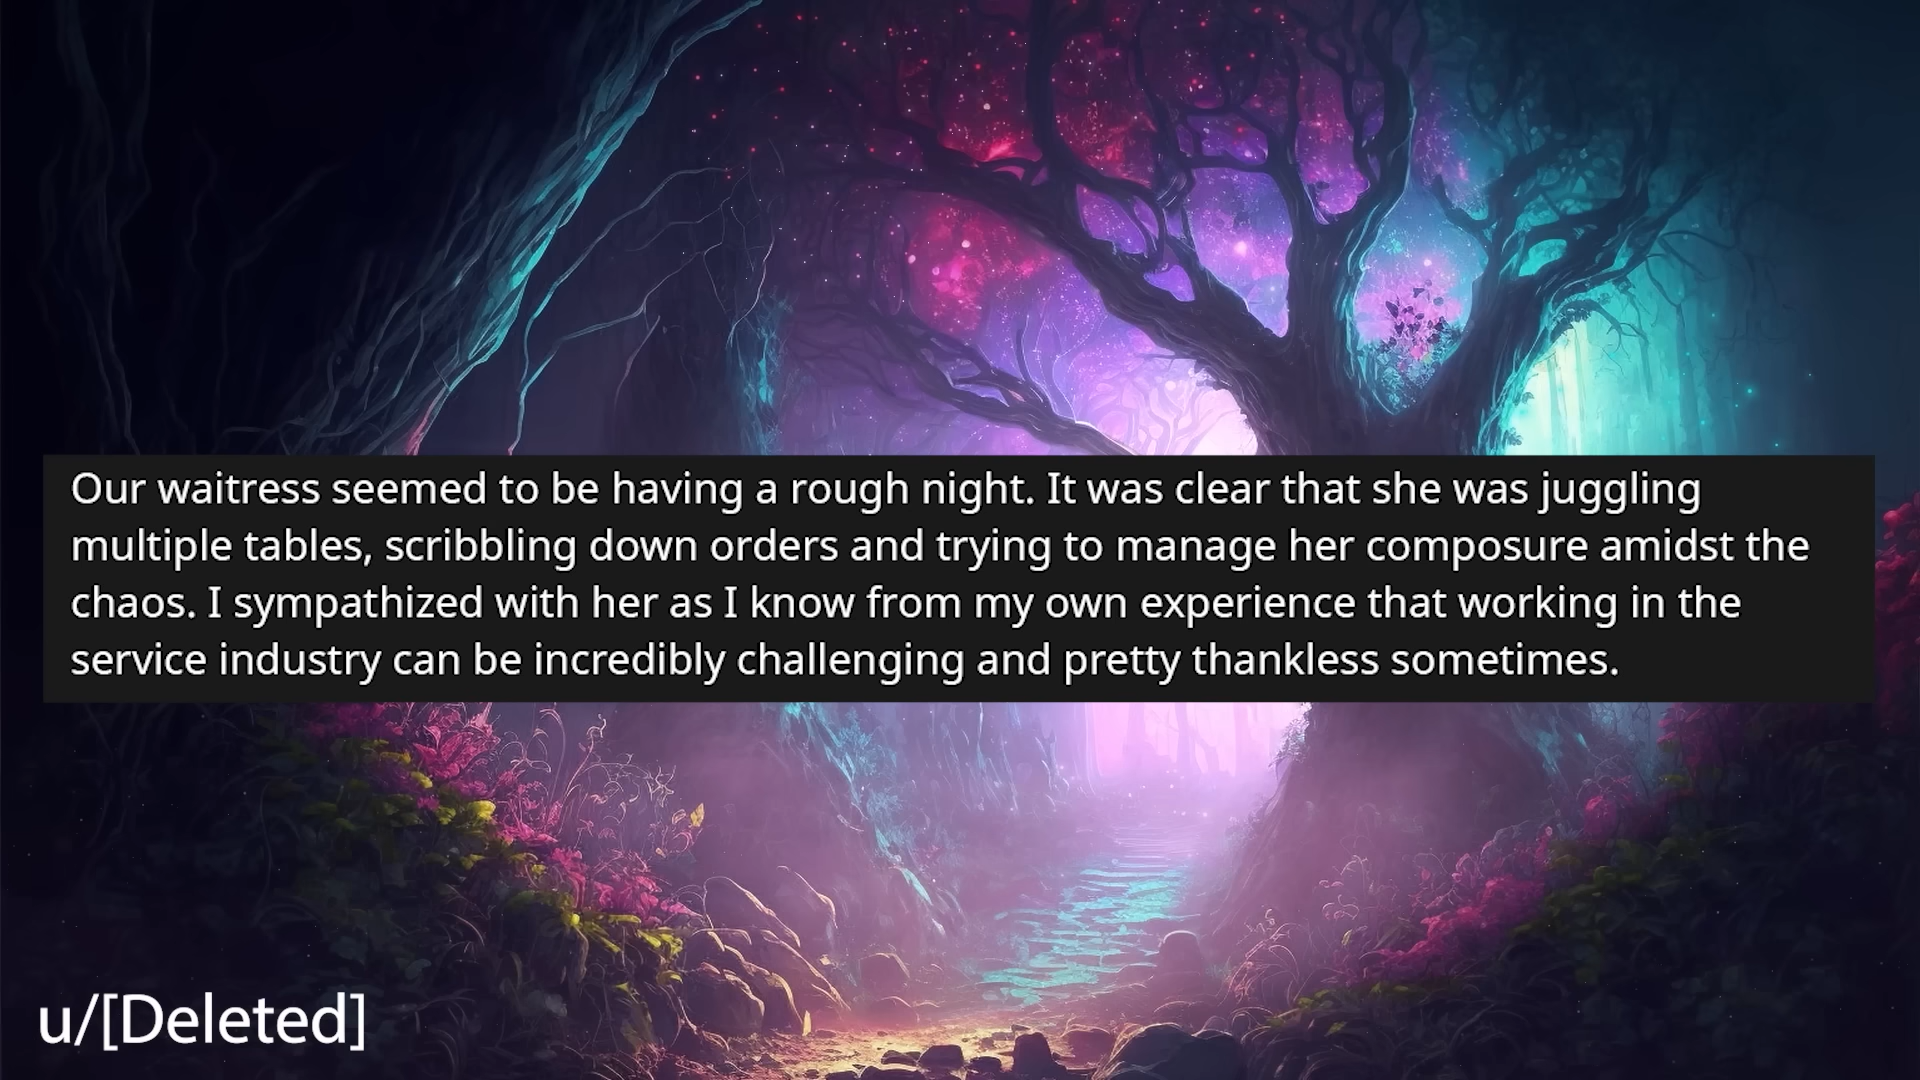 Our waitress seemed to be having a rough night. It was clear that she was juggling
multiple tables, scribbling down orders and trying to manage her composure amidst the
chaos. I sympathized with her as I know from my own experience that working in the
service industry can be incredibly challenging and pretty thankless sometimes.
u/[Deleted]